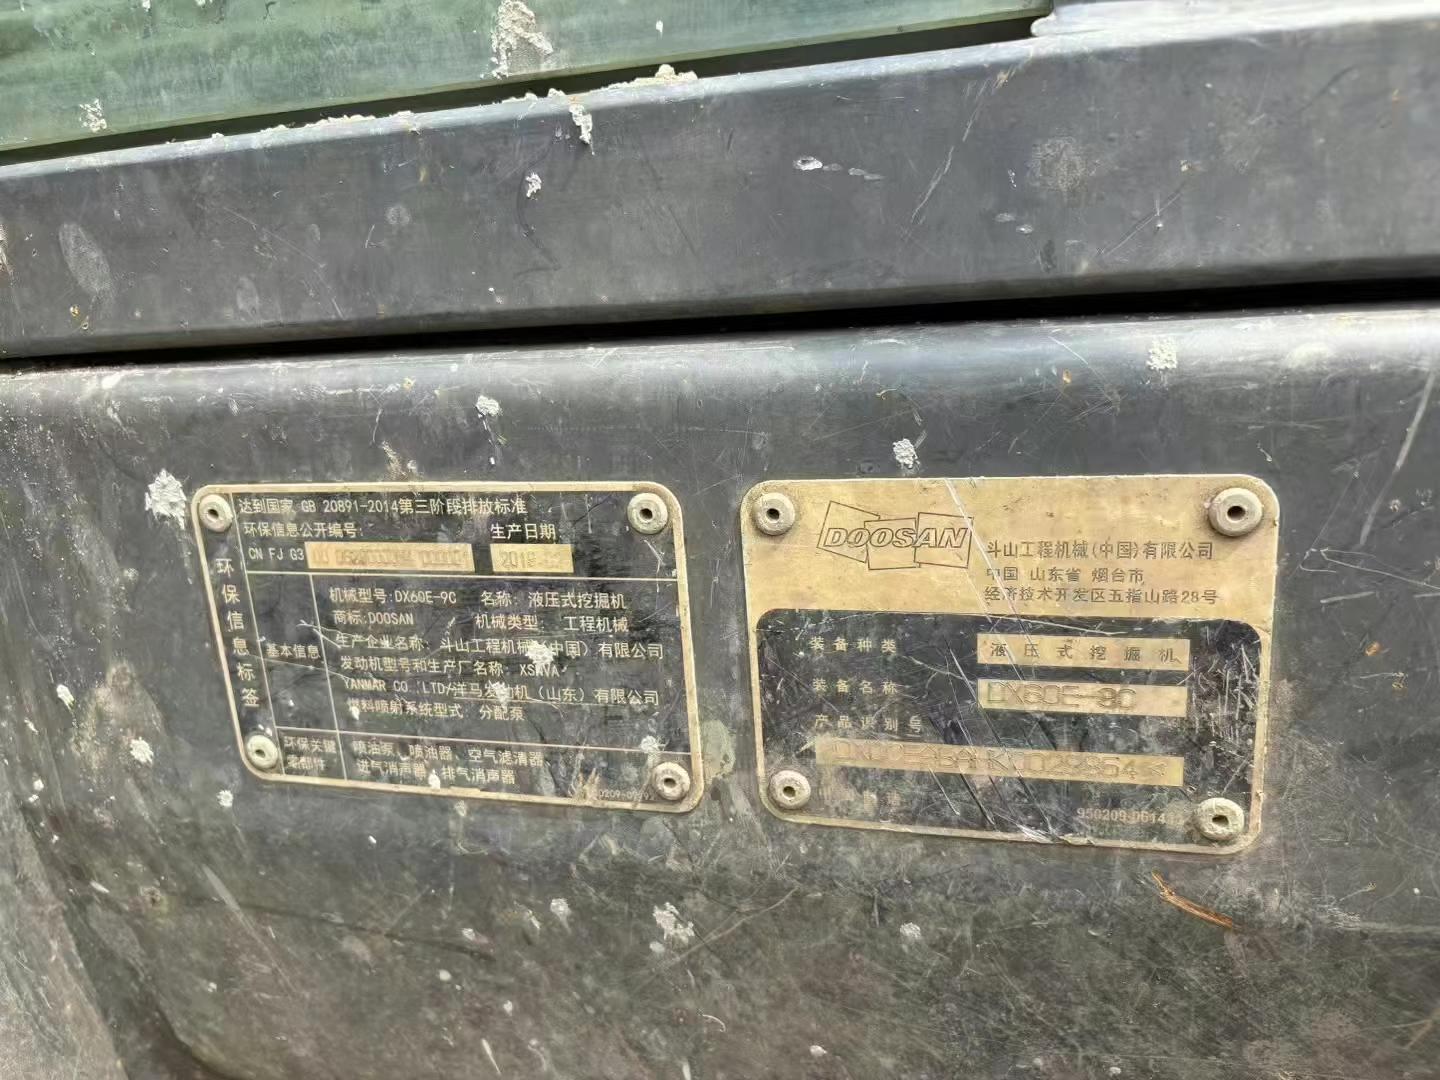 达到国家 GB 20891-2014第三阶段排放标准
环保信息公开编号:
生产日期
CN FJ G3
环保信息标签
基本信息
机械型号:DX60E-9C 名称: 液压式挖掘机
商标:DOOSAN 机械类型: 工程机械
生产企业名称: 斗山工程机械(中国)有限公司
发动机型号和生产厂名称:
YANMAR CO.,LTD/洋马发动机(山东)有限公司
燃料喷射系统型式 分配泵
环保关键零部件
喷油泵、喷油器、空气滤清器、
进气消声器、排气消声器
DOOSAN
斗山工程机械(中国)有限公司
中国 山东省 烟台市
经济技术开发区五指山路28号
装备种类 液压式挖掘机
装备名称 DX60E-9C
产品识别号